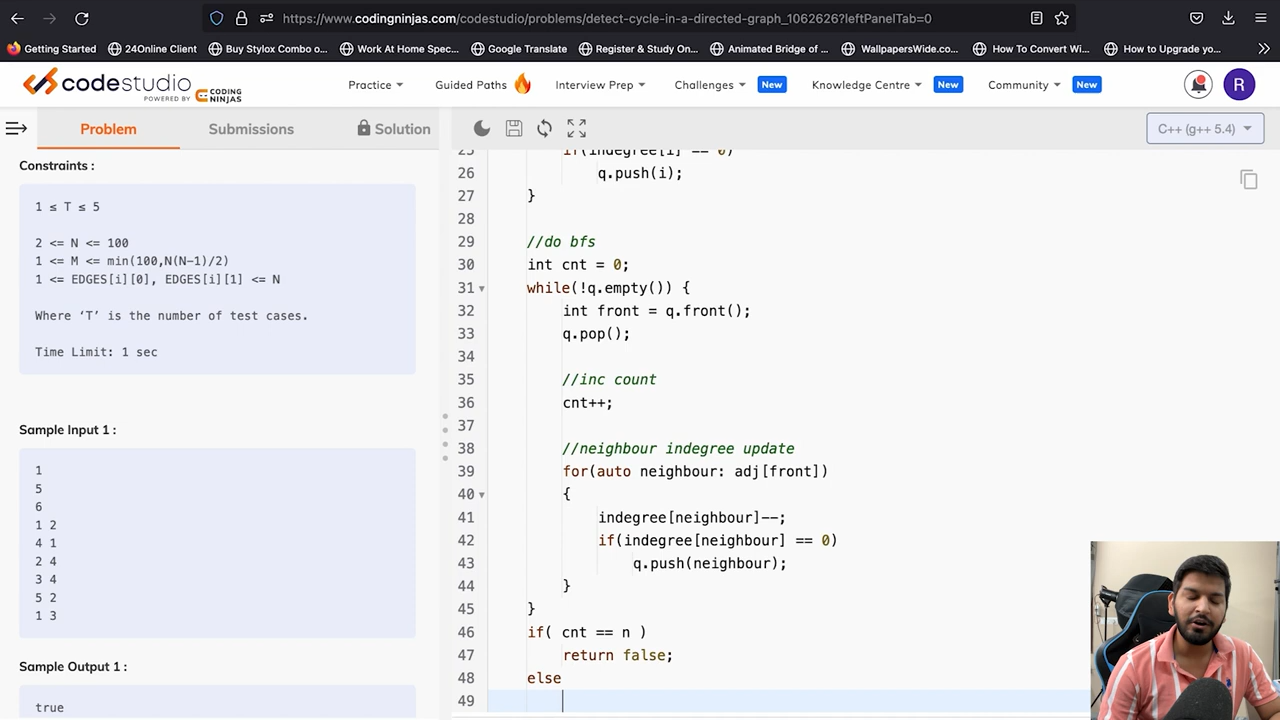 https://www.codingninjas.com/codestudio/problems/detect-cycle-in-a-directed-graph_1062626?leftPanelTab=0
Getting Started 24Online Client Buy Stylox Combo o... Work At Home Spec... Google Translate Register & Study On... Animated Bridge of ... WallpapersWide.co... How To Convert Wi... How to Upgrade yo...
codestudio
POWERED BY CODING NINJAS
Practice Guided Paths Interview Prep Challenges New Knowledge Centre New Community New R
Problem Submissions Solution C++ (g++ 5.4)
Constraints :
1 ≤ T ≤ 5
2 <= N <= 100
1 <= M <= min(100,N(N-1)/2)
1 <= EDGES[i][0], EDGES[i][1] <= N
Where ‘T’ is the number of test cases.
Time Limit: 1 sec
Sample Input 1 :
1
5
6
1 2
4 1
2 4
3 4
5 2
1 3
Sample Output 1 :
true
25 if(indegree[i] == 0)
26 q.push(i);
27 }
28
29 //do bfs
30 int cnt = 0;
31 while(!q.empty()) {
32 int front = q.front();
33 q.pop();
34
35 //inc count
36 cnt++;
37
38 //neighbour indegree update
39 for(auto neighbour: adj[front])
40 {
41 indegree[neighbour]--;
42 if(indegree[neighbour] == 0)
43 q.push(neighbour);
44 }
45 }
46 if( cnt == n )
47 return false;
48 else
49